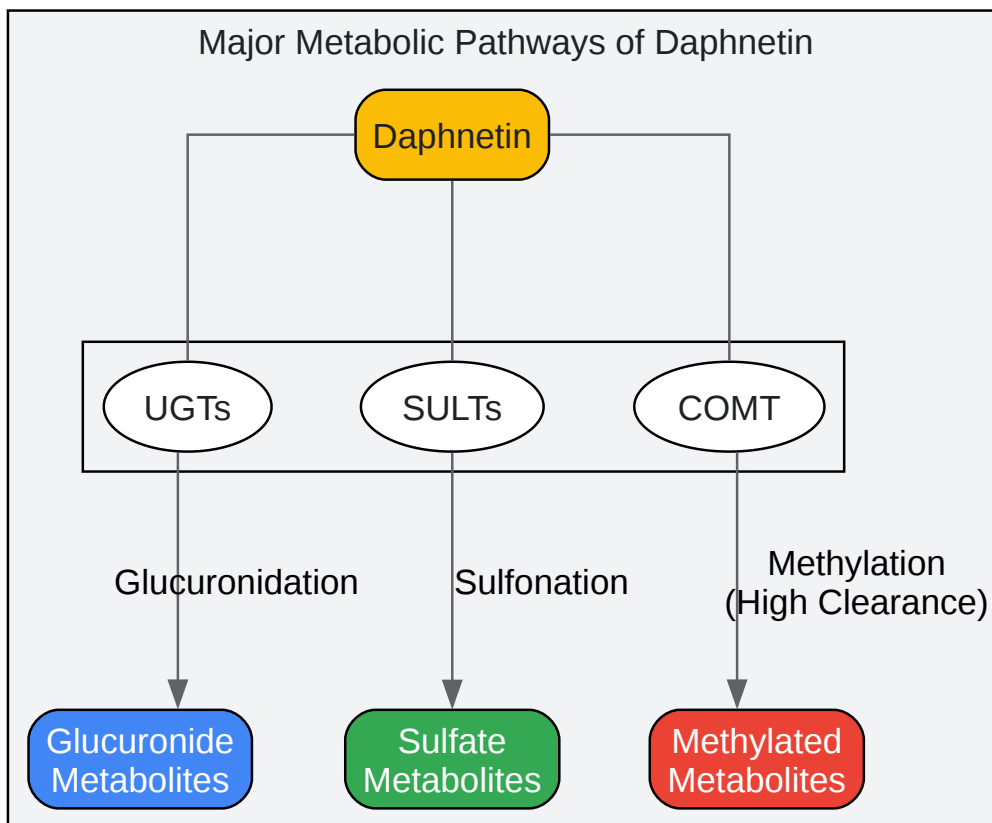 Major Metabolic Pathways of Daphnetin
Daphnetin
UGTs
SULTs
COMT
Glucuronidation
Sulfonation
Methylation
(High Clearance)
Glucuronide
Metabolites
Sulfate
Metabolites
Methylated
Metabolites